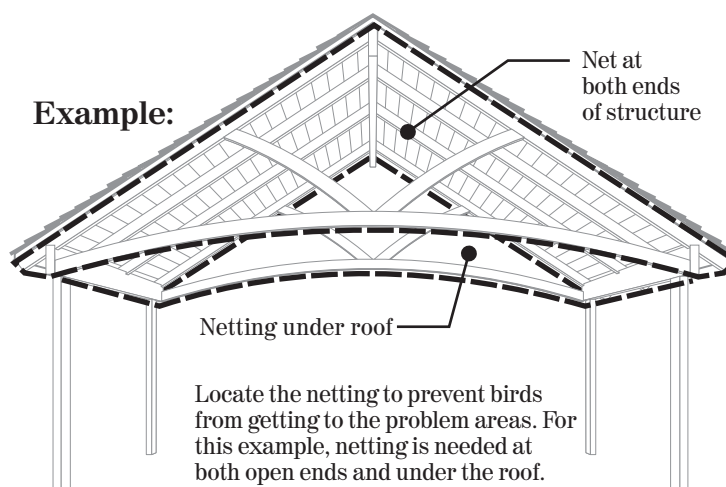 Example:
Net at
both ends
of structure
Netting under roof
Locate the netting to prevent birds
from getting to the problem areas. For
this example, netting is needed at
both open ends and under the roof.